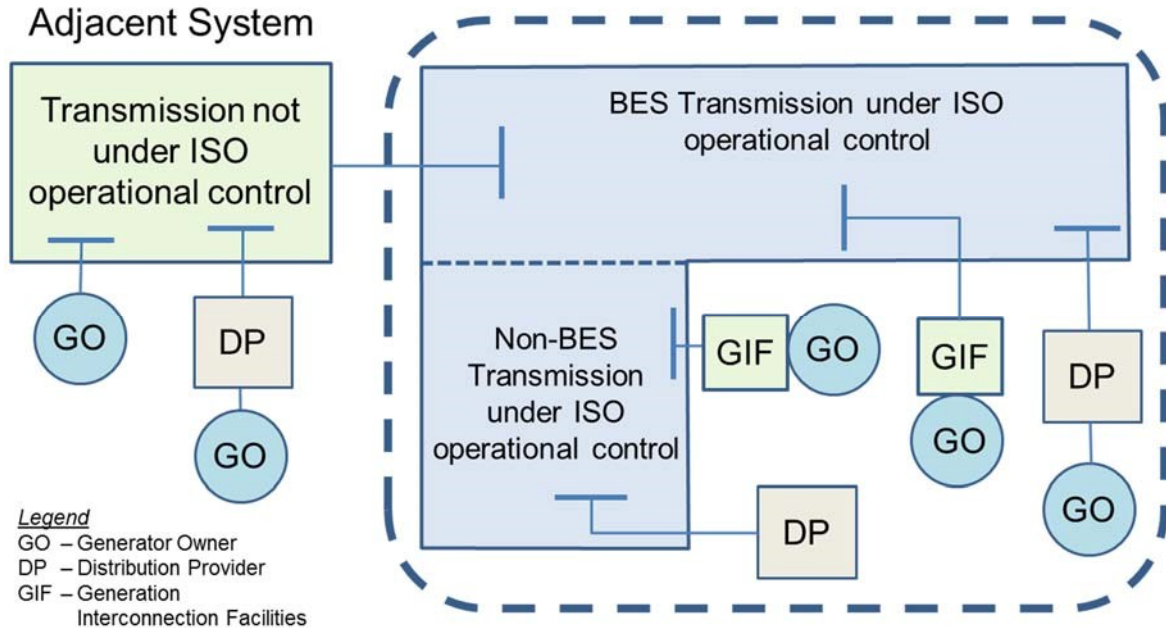 Adjacent System
Transmission not
under ISO
operational control
GO
DP
GO
BES Transmission under ISO
operational control
Non-BES
Transmission
under ISO
operational control
GIF
GO
GIF
GO
DP
GO
DP
Legend
GO – Generator Owner
DP – Distribution Provider
GIF – Generation
Interconnection Facilities